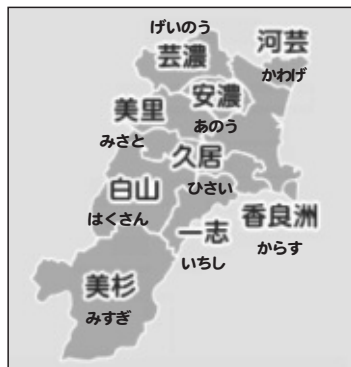 げいのう
芸濃
河芸
かわげ
安濃
あのう
美里
みさと
久居
ひさい
白山
はくさん
香良洲
からす
一志
いちし
美杉
みすぎ